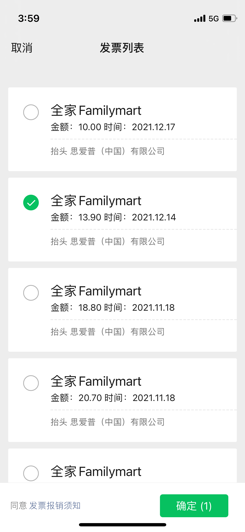 3:59
5G
取消
发票列表
全家 Familymart
金额：10.00 时间：2021.12.17
抬头 思爱普（中国）有限公司
全家 Familymart
金额：13.90 时间：2021.12.14
抬头 思爱普（中国）有限公司
全家 Familymart
金额：18.80 时间：2021.11.18
抬头 思爱普（中国）有限公司
全家 Familymart
金额：20.70 时间：2021.11.18
抬头 思爱普（中国）有限公司
全家 Familymart
同意 发票报销须知
确定 (1)